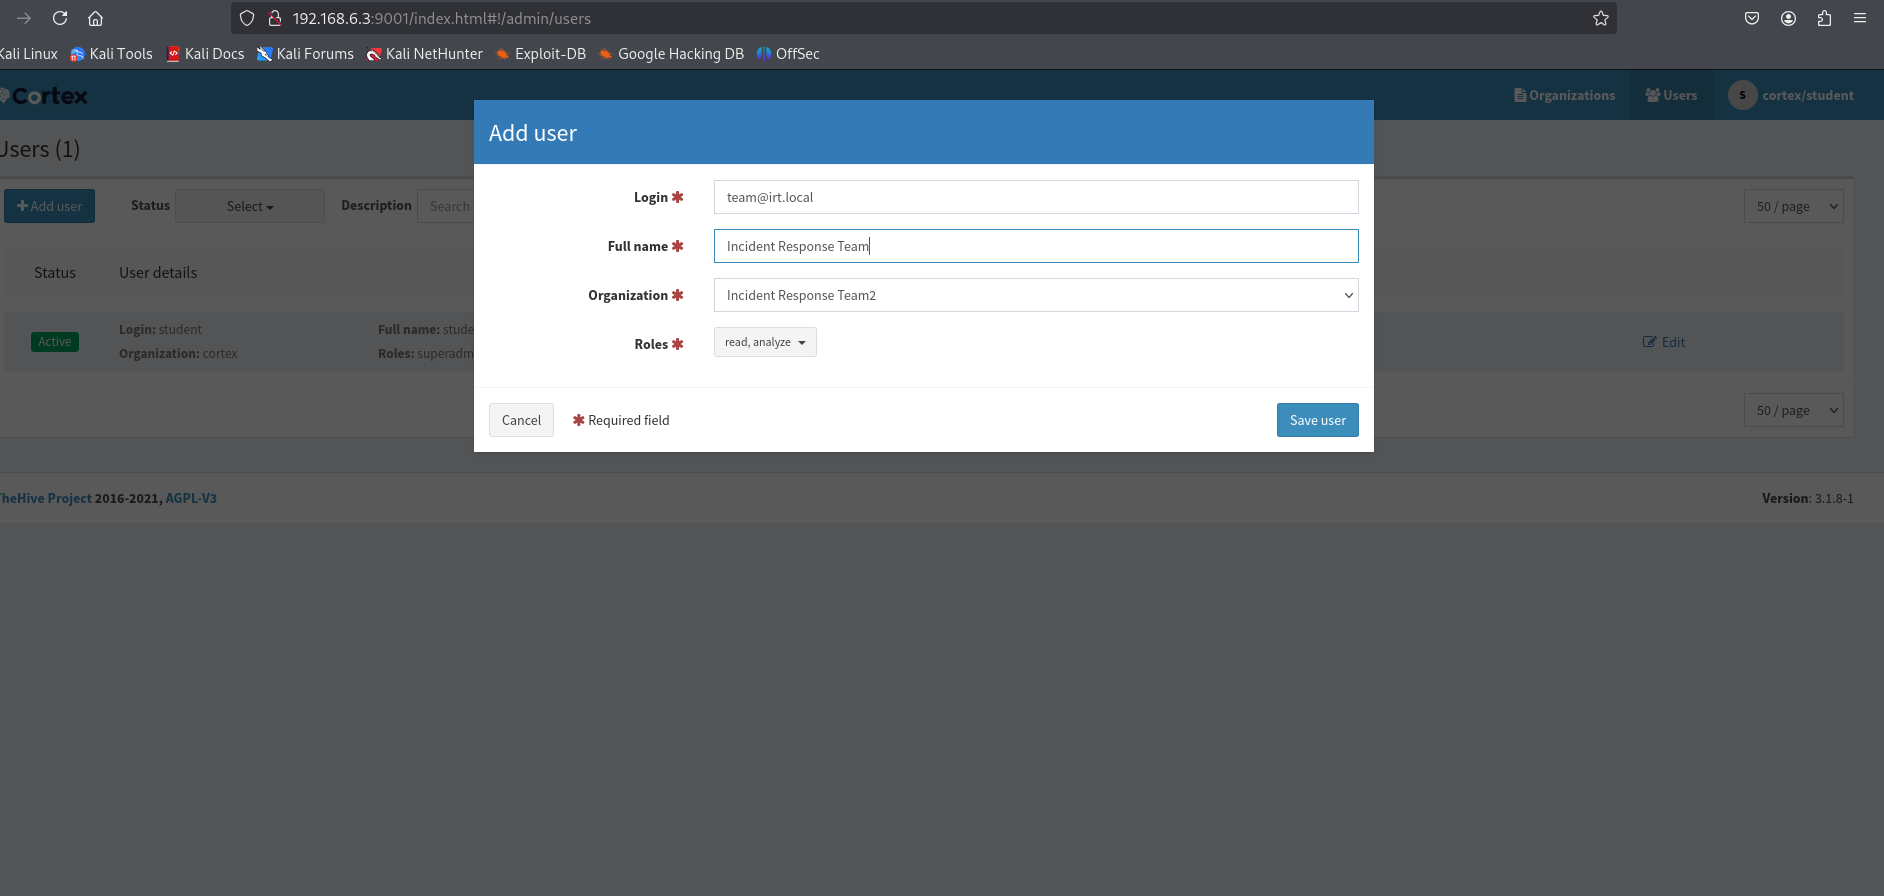 192.168.6.3:9001/index.html#!/admin/users
Kali Linux Kali Tools Kali Docs Kali Forums Kali NetHunter Exploit-DB Google Hacking DB OffSec
Cortex Organizations Users S cortex/student
Users (1)
Add user Status Select Description Search 50 / page
Status User details
Active Login: student Full name: stude Edit
Organization: cortex Roles: superadm
50 / page
Add user
Login team@irt.local
Full name Incident Response Team
Organization Incident Response Team2
Roles read, analyze
Cancel Required field Save user
TheHive Project 2016-2021, AGPL-V3 Version: 3.1.8-1